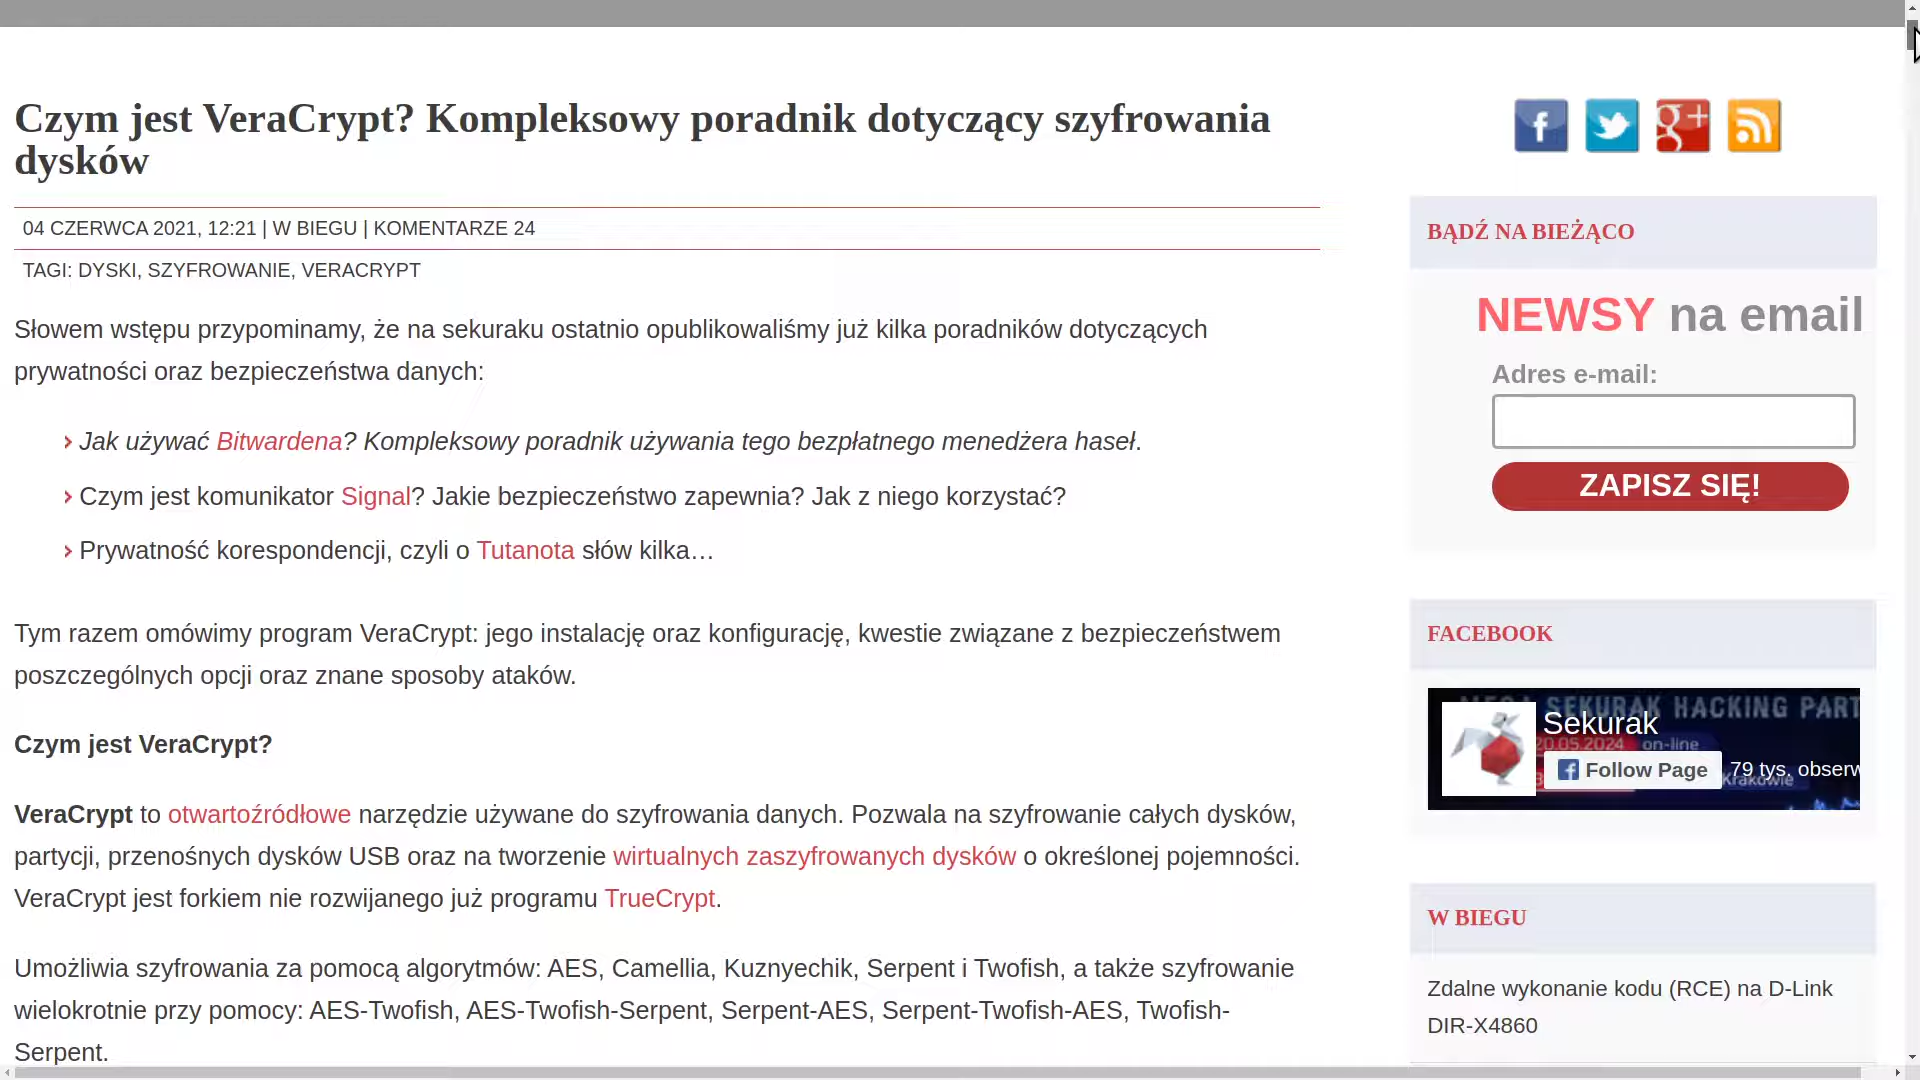 Czym jest VeraCrypt? Kompleksowy poradnik dotyczący szyfrowania
dysków
04 CZERWCA 2021, 12:21 | W BIEGU | KOMENTARZE 24
TAGI: DYSKI, SZYFROWANIE, VERACRYPT
Słowem wstępu przypominamy, że na sekuraku ostatnio opublikowaliśmy już kilka poradników dotyczących
prywatności oraz bezpieczeństwa danych:
› Jak używać Bitwardena? Kompleksowy poradnik używania tego bezpłatnego menedżera haseł.
› Czym jest komunikator Signal? Jakie bezpieczeństwo zapewnia? Jak z niego korzystać?
› Prywatność korespondencji, czyli o Tutanota słów kilka…
Tym razem omówimy program VeraCrypt: jego instalację oraz konfigurację, kwestie związane z bezpieczeństwem
poszczególnych opcji oraz znane sposoby ataków.
Czym jest VeraCrypt?
VeraCrypt to otwartoźródłowe narzędzie używane do szyfrowania danych. Pozwala na szyfrowanie całych dysków,
partycji, przenośnych dysków USB oraz na tworzenie wirtualnych zaszyfrowanych dysków o określonej pojemności.
VeraCrypt jest forkiem nie rozwijanego już programu TrueCrypt.
Umożliwia szyfrowania za pomocą algorytmów: AES, Camellia, Kuznyechik, Serpent i Twofish, a także szyfrowanie
wielokrotnie przy pomocy: AES-Twofish, AES-Twofish-Serpent, Serpent-AES, Serpent-Twofish-AES, Twofish-
Serpent.
BĄDŹ NA BIEŻĄCO
NEWSY na email
Adres e-mail:
ZAPISZ SIĘ!
FACEBOOK
SEKURAK HACKING PART
Sekurak
20.05.2024 on-line
Follow Page
79 tys. obserw
Krakowie
W BIEGU
Zdalne wykonanie kodu (RCE) na D-Link
DIR-X4860